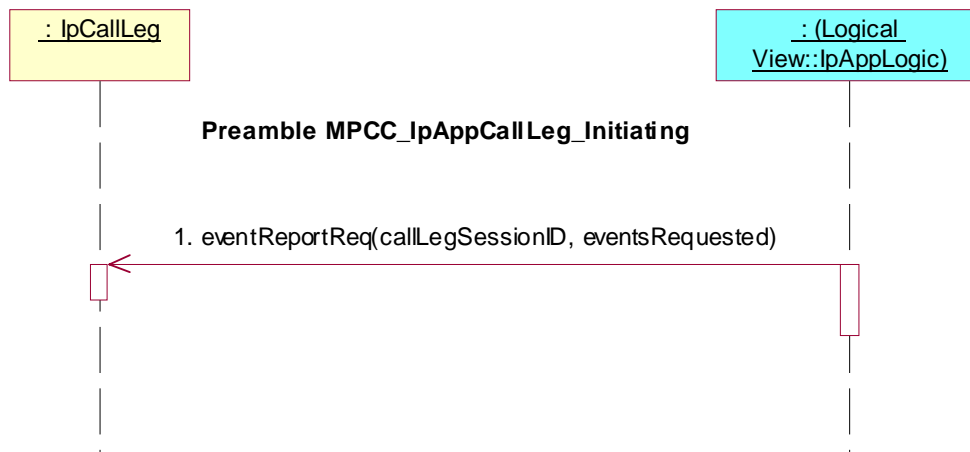 : IpCallLeg
: (Logical
View::IpAppLogic)
Preamble MPCC_IpAppCallLeg_Initiating
1. eventReportReq(callLegSessionID, eventsRequested)